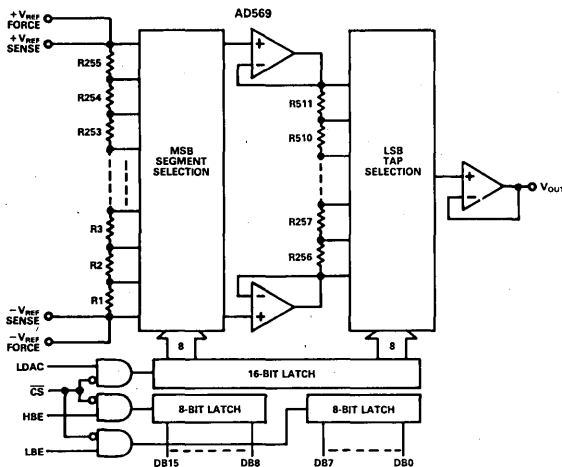 AD569
+VREF
FORCE
+VREF
SENSE
R255
R254
R253
R3
R2
R1
−VREF
SENSE
−VREF
FORCE
MSB
SEGMENT
SELECTION
+
−
−
+
R511
R510
R257
R256
LSB
TAP
SELECTION
+
−
VOUT
8
8
LDAC
CS
HBE
LBE
16-BIT LATCH
8-BIT LATCH
8-BIT LATCH
DB15
DB8
DB7
DB0